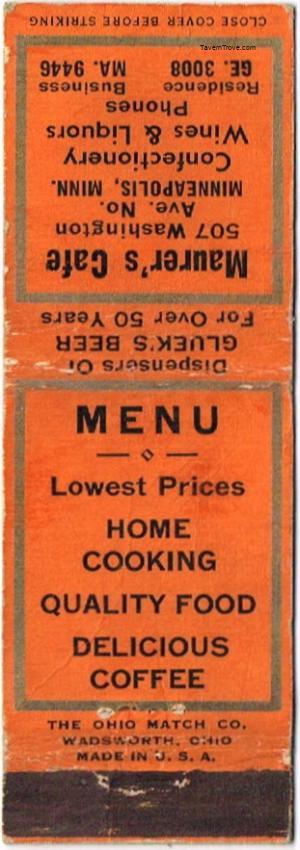 TavernTrove.com
CLOSE COVER BEFORE STRIKING
Maurer's Cafe
507 Washington
Ave. No.
MINNEAPOLIS, MINN.
Confectionery
Wines & Liquors
Phones
Residence Business
GE. 3008 MA. 9446
Dispensers Of
GLUEK'S BEER
For Over 50 Years
MENU
Lowest Prices
HOME
COOKING
QUALITY FOOD
DELICIOUS
COFFEE
THE OHIO MATCH CO.
WADSWORTH, OHIO
MADE IN U. S. A.